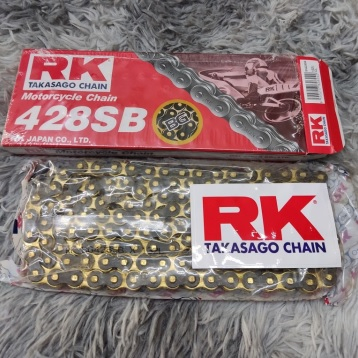 RK
TAKASAGO CHAIN
Motorcycle Chain
428SB
RK JAPAN CO., LTD.
RK
RK
TAKASAGO CHAIN